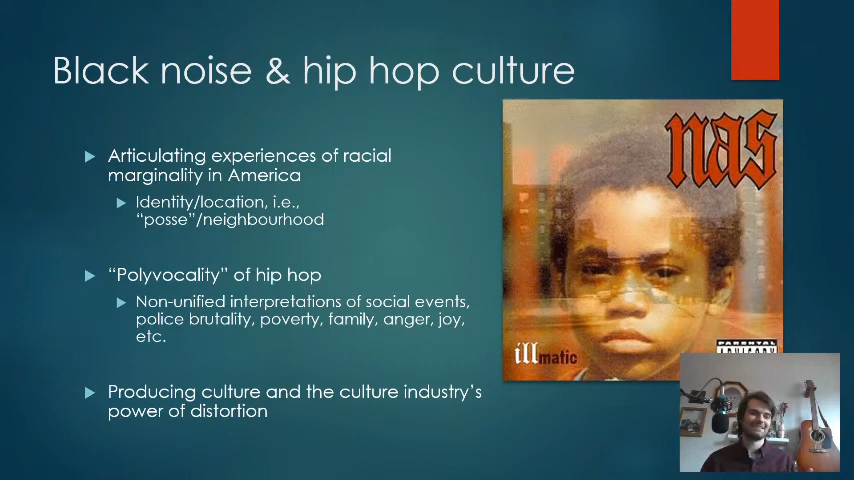 Black noise & hip hop culture
Articulating experiences of racial
marginality in America
Identity/location, i.e.,
“posse”/neighbourhood
“Polyvocality” of hip hop
Non-unified interpretations of social events,
police brutality, poverty, family, anger, joy,
etc.
Producing culture and the culture industry’s
power of distortion
nas
illmatic
PARENTAL
ADVISORY